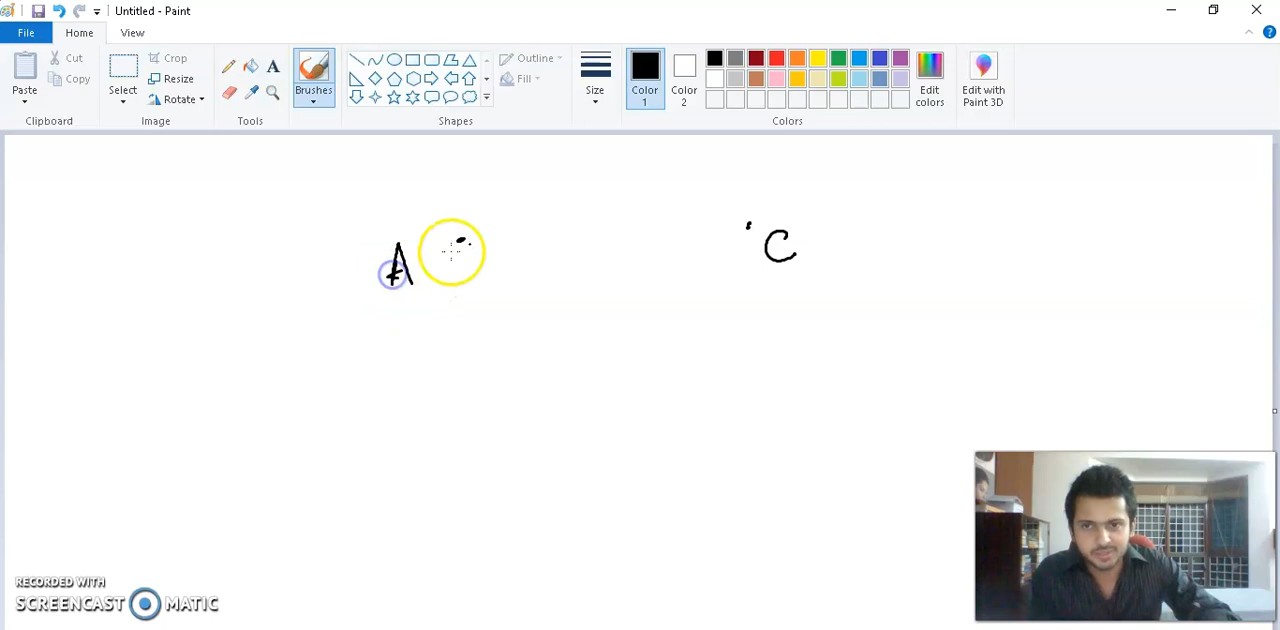 Untitled - Paint
File Home View
Paste Cut Copy
Clipboard
Select Crop Resize Rotate
Image
A
Tools
Brushes
Outline Fill
Shapes
Size
Color 1
Color 2
Edit colors
Edit with Paint 3D
Colors
?
A C
RECORDED WITH
SCREENCAST MATIC